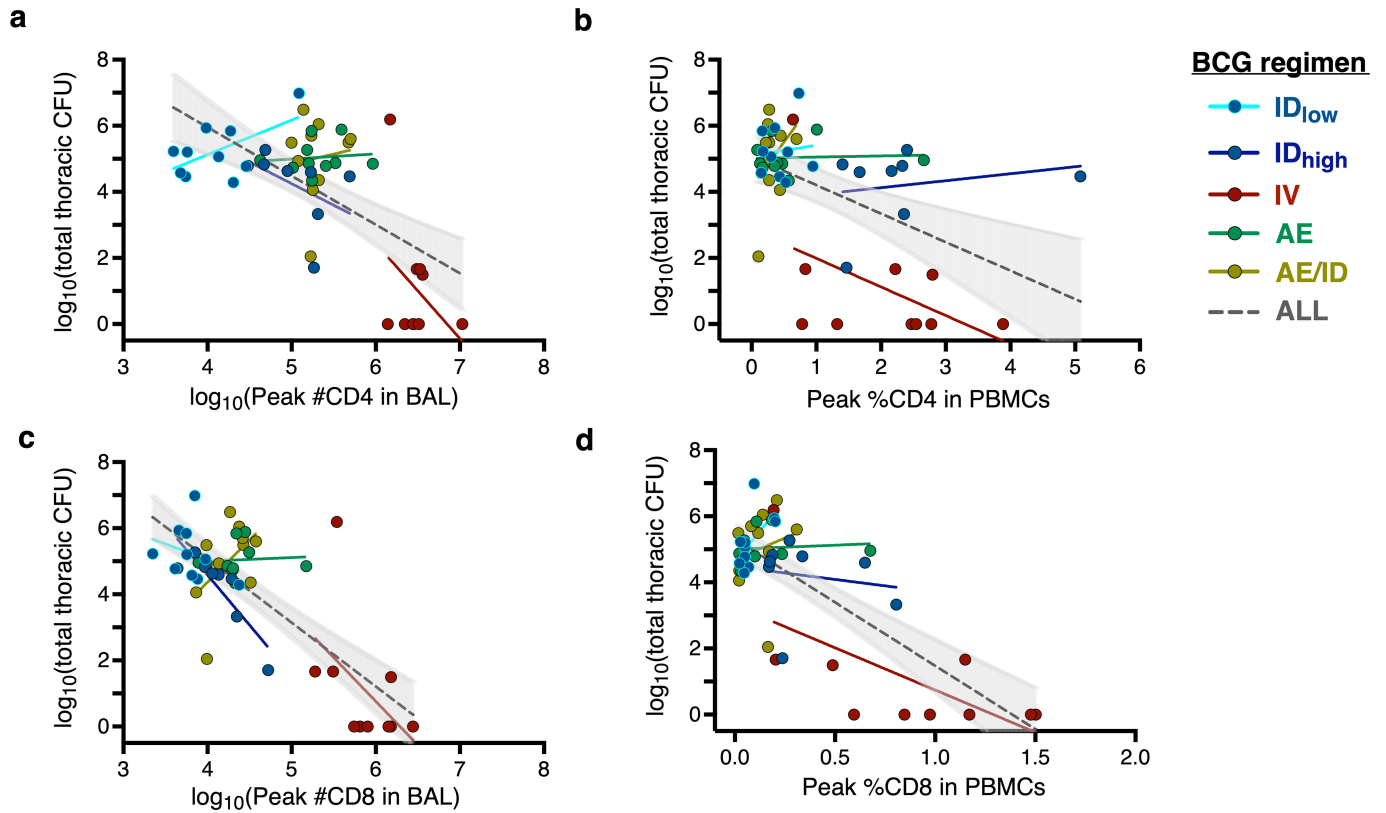 a
log10(total thoracic CFU)
8
6
4
2
0
3 4 5 6 7 8
log10(Peak #CD4 in BAL)
b
log10(total thoracic CFU)
8
6
4
2
0
0 1 2 3 4 5 6
Peak %CD4 in PBMCs
BCG regimen
IDlow
IDhigh
IV
AE
AE/ID
ALL
c
log10(total thoracic CFU)
8
6
4
2
0
3 4 5 6 7 8
log10(Peak #CD8 in BAL)
d
log10(total thoracic CFU)
8
6
4
2
0
0.0 0.5 1.0 1.5 2.0
Peak %CD8 in PBMCs